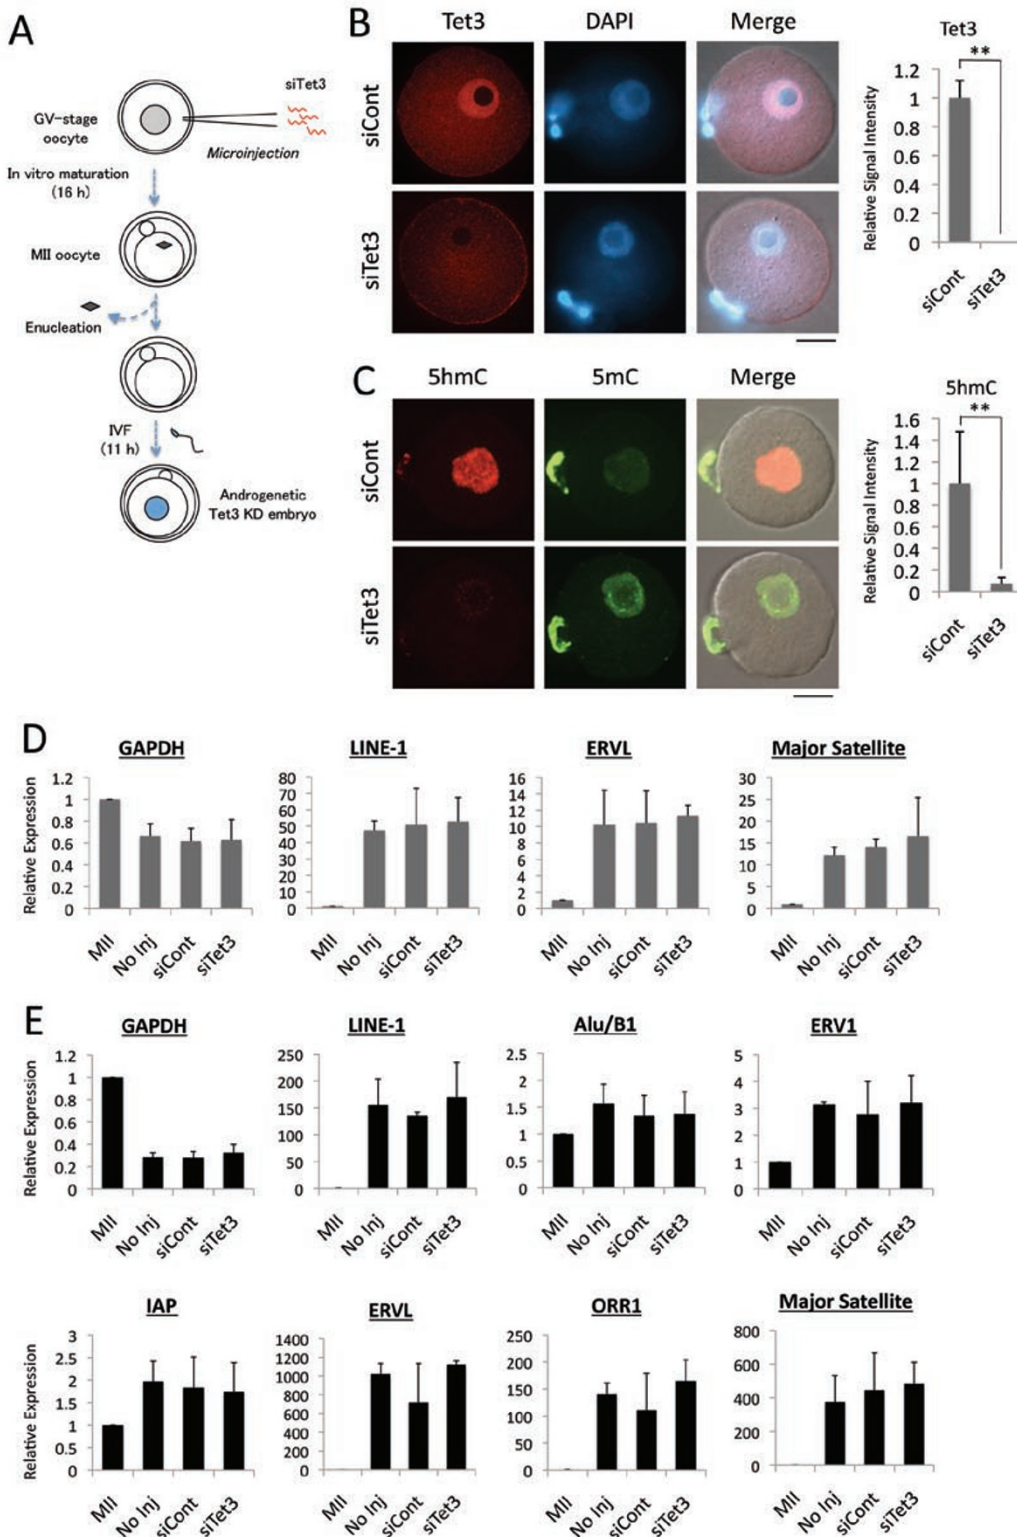 A
siTet3
GV-stage
oocyte
Microinjection
In vitro maturation
(16 h)
MII oocyte
Enucleation
IVF
(11 h)
Androgenetic
Tet3 KD embryo
B
Tet3 DAPI Merge
siCont
siTet3
Tet3
**
Relative Signal Intensity
1.2
1
0.8
0.6
0.4
0.2
0
siCont siTet3
C
5hmC 5mC Merge
siCont
siTet3
5hmC
**
Relative Signal Intensity
1.6
1.4
1.2
1
0.8
0.6
0.4
0.2
0
siCont siTet3
D
GAPDH
Relative Expression
1.2
1
0.8
0.6
0.4
0.2
0
MII No Inj siCont siTet3
LINE-1
80
70
60
50
40
30
20
10
0
MII No Inj siCont siTet3
ERVL
16
14
12
10
8
6
4
2
0
MII No Inj siCont siTet3
Major Satellite
30
25
20
15
10
5
0
MII No Inj siCont siTet3
E
GAPDH
Relative Expression
1.2
1
0.8
0.6
0.4
0.2
0
MII No Inj siCont siTet3
LINE-1
250
200
150
100
50
0
MII No Inj siCont siTet3
Alu/B1
2.5
2
1.5
1
0.5
0
MII No Inj siCont siTet3
ERV1
5
4
3
2
1
0
MII No Inj siCont siTet3
IAP
Relative Expression
3
2.5
2
1.5
1
0.5
0
MII No Inj siCont siTet3
ERVL
1400
1200
1000
800
600
400
200
0
MII No Inj siCont siTet3
ORR1
250
200
150
100
50
0
MII No Inj siCont siTet3
Major Satellite
800
600
400
200
0
MII No Inj siCont siTet3